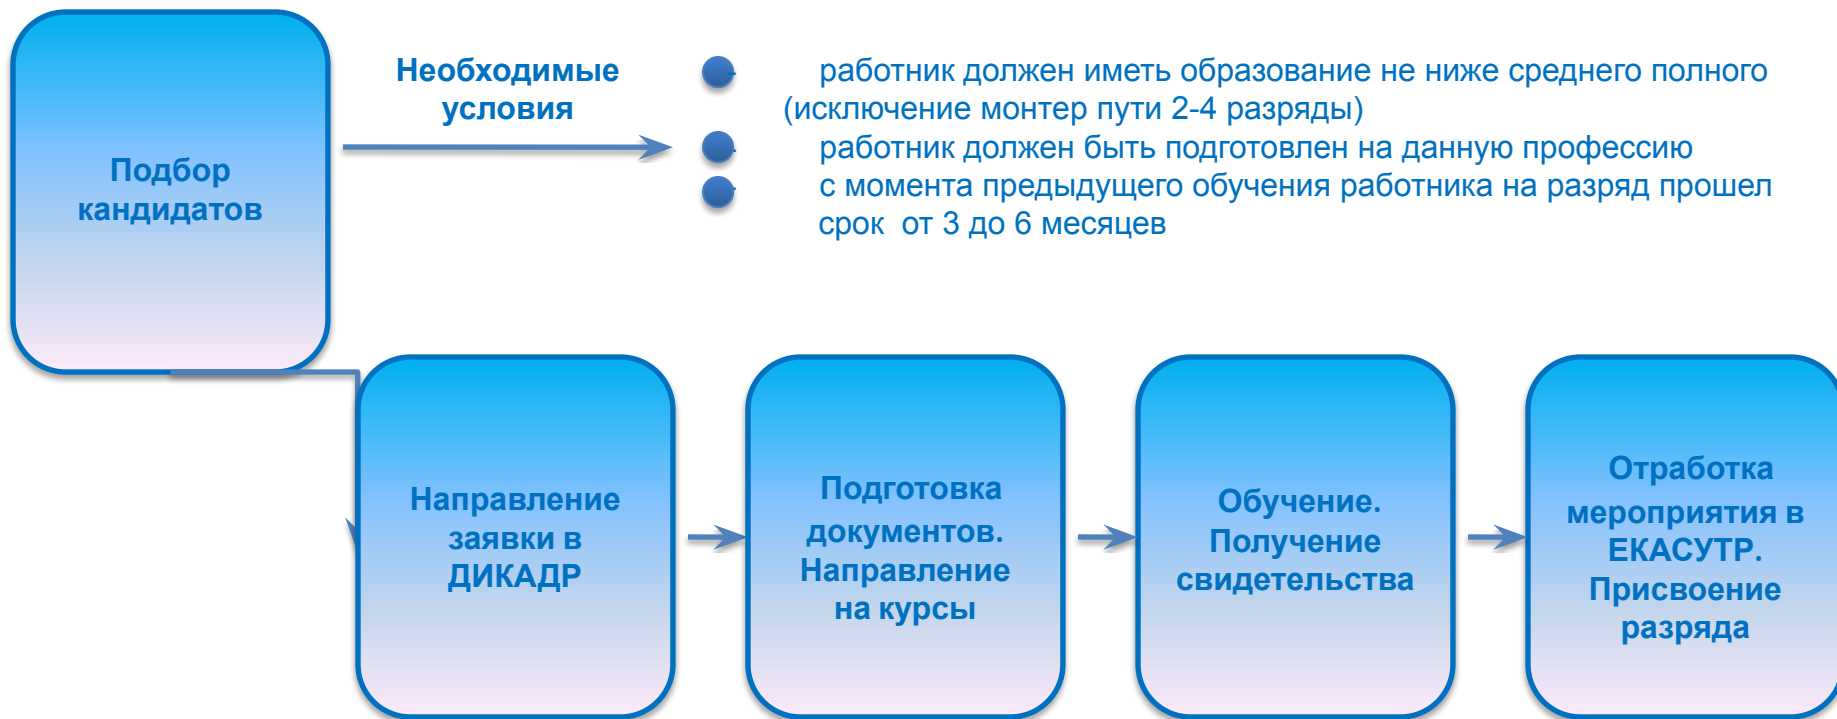 Подбор
кандидатов
Необходимые
условия
- работник должен иметь образование не ниже среднего полного
(исключение монтер пути 2-4 разряды)
- работник должен быть подготовлен на данную профессию
- с момента предыдущего обучения работника на разряд прошел
срок от 3 до 6 месяцев
Направление
заявки в
ДИКАДР
Подготовка
документов.
Направление
на курсы
Обучение.
Получение
свидетельства
Отработка
мероприятия в
ЕКАСУТР.
Присвоение
разряда